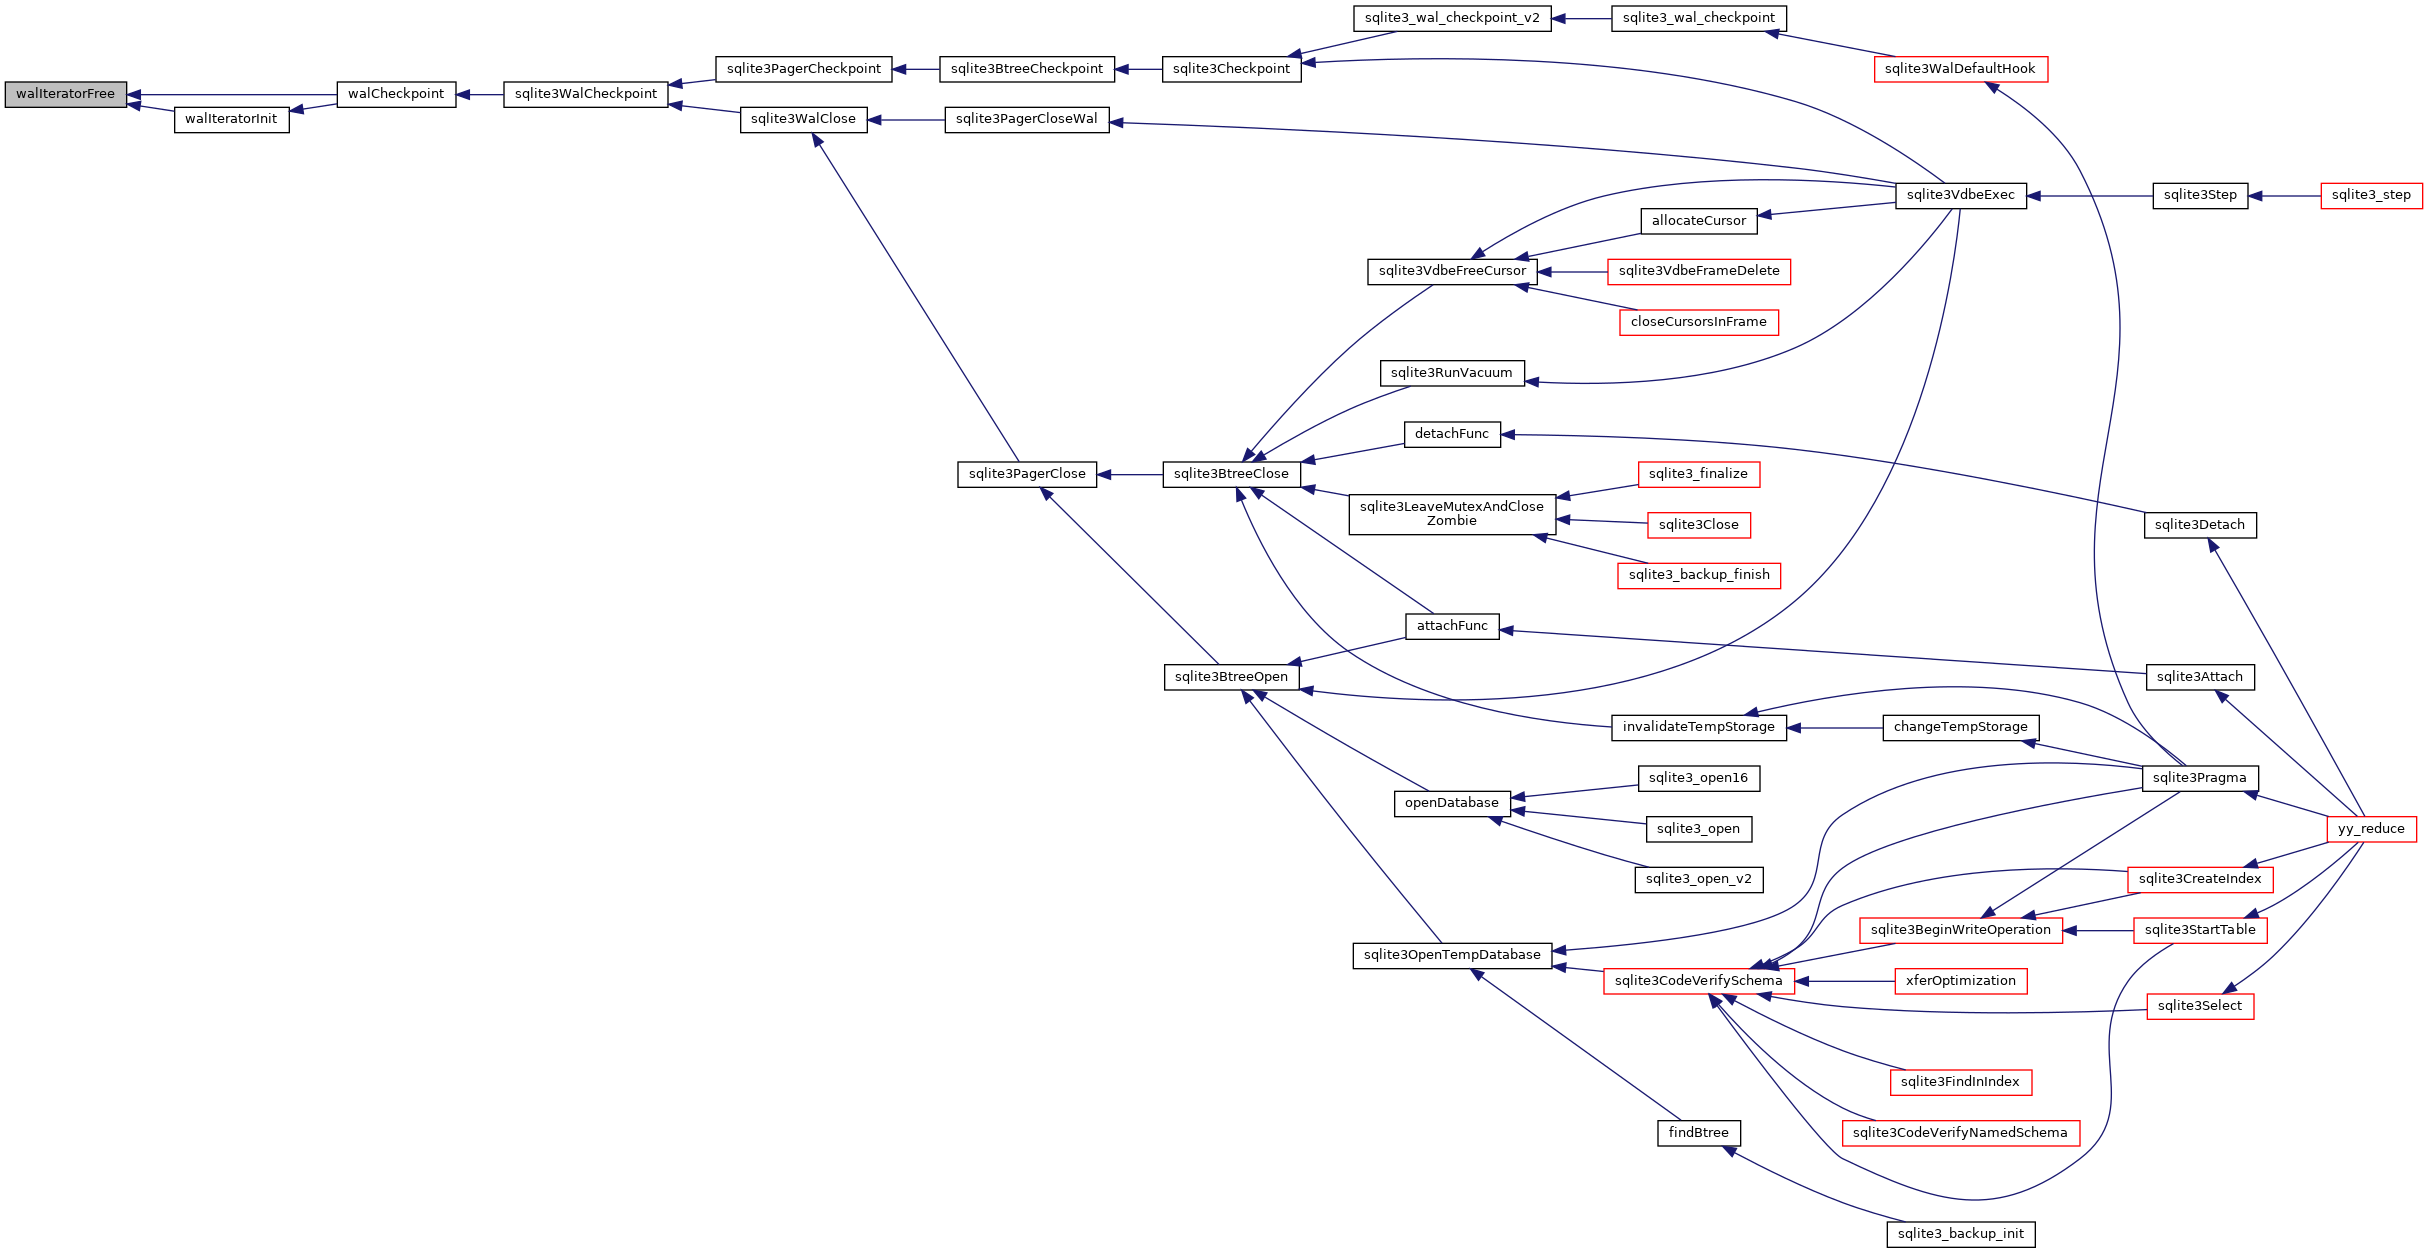 walIteratorFree
walIteratorInit
walCheckpoint
sqlite3WalCheckpoint
sqlite3PagerCheckpoint
sqlite3WalClose
sqlite3BtreeCheckpoint
sqlite3PagerCloseWal
sqlite3Checkpoint
sqlite3_wal_checkpoint_v2
sqlite3_wal_checkpoint
sqlite3WalDefaultHook
sqlite3VdbeExec
sqlite3Step
sqlite3_step
allocateCursor
sqlite3VdbeFreeCursor
sqlite3VdbeFrameDelete
closeCursorsInFrame
sqlite3RunVacuum
detachFunc
sqlite3PagerClose
sqlite3BtreeClose
sqlite3_finalize
sqlite3LeaveMutexAndClose
Zombie
sqlite3Close
sqlite3Detach
sqlite3_backup_finish
attachFunc
sqlite3BtreeOpen
sqlite3Attach
invalidateTempStorage
changeTempStorage
sqlite3_open16
sqlite3Pragma
openDatabase
sqlite3_open
yy_reduce
sqlite3_open_v2
sqlite3CreateIndex
sqlite3BeginWriteOperation
sqlite3StartTable
sqlite3OpenTempDatabase
sqlite3CodeVerifySchema
xferOptimization
sqlite3Select
sqlite3FindInIndex
findBtree
sqlite3CodeVerifyNamedSchema
sqlite3_backup_init